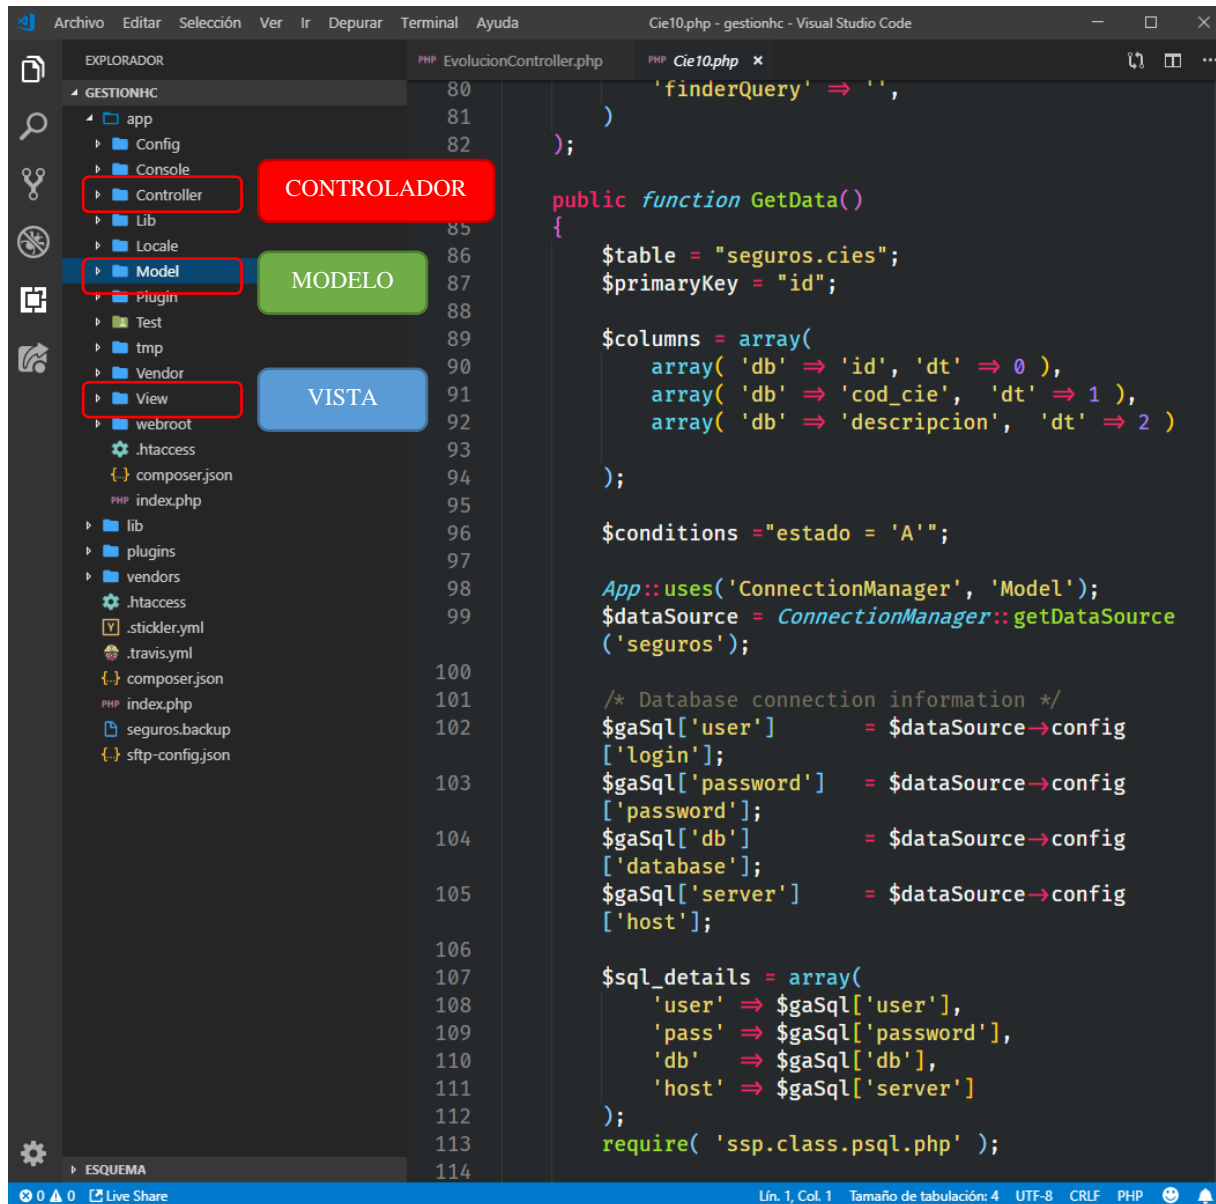 Archivo Editar Selección Ver Ir Depurar Terminal Ayuda Cie10.php - gestionhc - Visual Studio Code
EXPLORADOR
GESTIONHC
app
Config
Console
Controller
Lib
Locale
Model
Plugin
Test
tmp
Vendor
View
webroot
.htaccess
{..} composer.json
PHP index.php
lib
plugins
vendors
.htaccess
.stickler.yml
.travis.yml
{..} composer.json
PHP index.php
seguros.backup
{..} sftp-config.json
ESQUEMA
CONTROLADOR
MODELO
VISTA
PHP EvolucionController.php PHP Cie10.php ×
80 'finderQuery' ⇒ '',
81 )
82 );
public function GetData()
85 {
86 $table = "seguros.cies";
87 $primaryKey = "id";
88
89 $columns = array(
90 array( 'db' ⇒ 'id', 'dt' ⇒ 0 ),
91 array( 'db' ⇒ 'cod_cie', 'dt' ⇒ 1 ),
92 array( 'db' ⇒ 'descripcion', 'dt' ⇒ 2 )
93
94 );
95
96 $conditions ="estado = 'A'";
97
98 App::uses('ConnectionManager', 'Model');
99 $dataSource = ConnectionManager::getDataSource
('seguros');
100
101 /* Database connection information */
102 $gaSql['user'] = $dataSource→config
['login'];
103 $gaSql['password'] = $dataSource→config
['password'];
104 $gaSql['db'] = $dataSource→config
['database'];
105 $gaSql['server'] = $dataSource→config
['host'];
106
107 $sql_details = array(
108 'user' ⇒ $gaSql['user'],
109 'pass' ⇒ $gaSql['password'],
110 'db' ⇒ $gaSql['db'],
111 'host' ⇒ $gaSql['server']
112 );
113 require( 'ssp.class.psql.php' );
114
0 0 Live Share Lín. 1, Col. 1 Tamaño de tabulación: 4 UTF-8 CRLF PHP